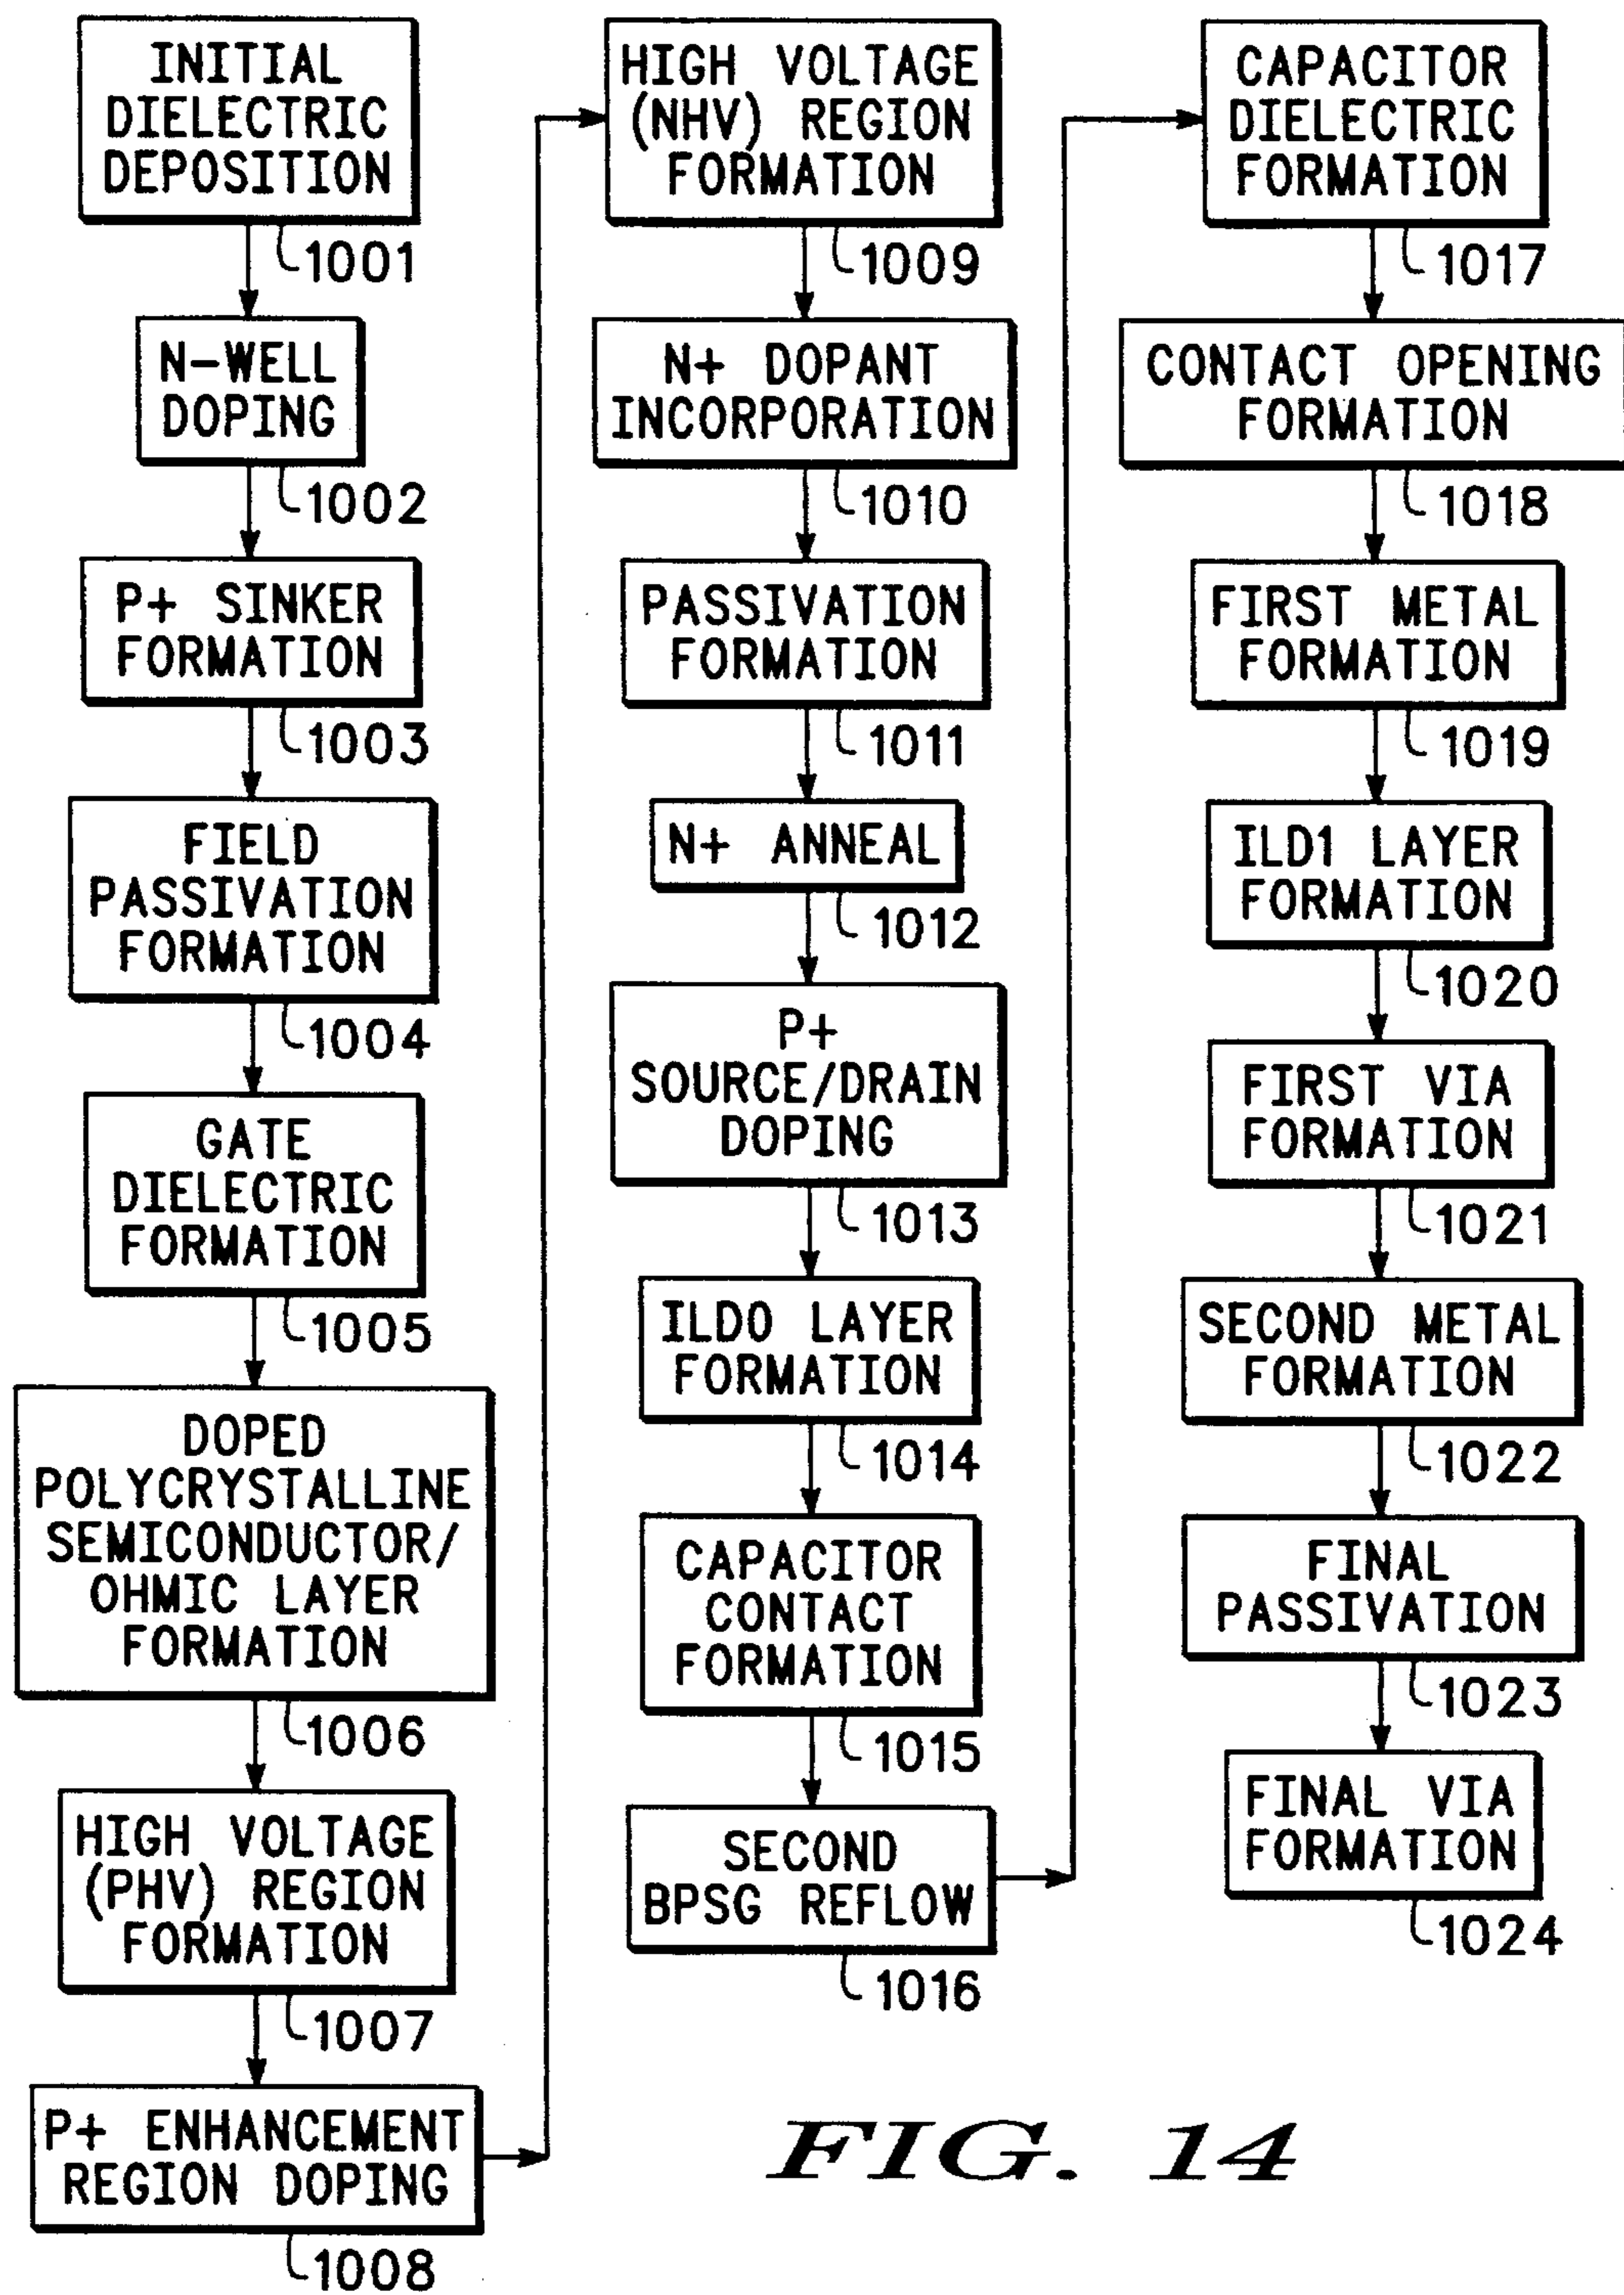 INITIAL
DIELECTRIC
DEPOSITION
1001
N-WELL
DOPING
1002
P+ SINKER
FORMATION
1003
FIELD
PASSIVATION
FORMATION
1004
GATE
DIELECTRIC
FORMATION
1005
DOPED
POLYCRYSTALLINE
SEMICONDUCTOR/
OHMIC LAYER
FORMATION
1006
HIGH VOLTAGE
(PHV) REGION
FORMATION
1007
P+ ENHANCEMENT
REGION DOPING
1008
HIGH VOLTAGE
(NHV) REGION
FORMATION
1009
N+ DOPANT
INCORPORATION
1010
PASSIVATION
FORMATION
1011
N+ ANNEAL
1012
P+
SOURCE/DRAIN
DOPING
1013
ILD0 LAYER
FORMATION
1014
CAPACITOR
CONTACT
FORMATION
1015
SECOND
BPSG REFLOW
1016
CAPACITOR
DIELECTRIC
FORMATION
1017
CONTACT OPENING
FORMATION
1018
FIRST METAL
FORMATION
1019
ILD1 LAYER
FORMATION
1020
FIRST VIA
FORMATION
1021
SECOND METAL
FORMATION
1022
FINAL
PASSIVATION
1023
FINAL VIA
FORMATION
1024
FIG. 14